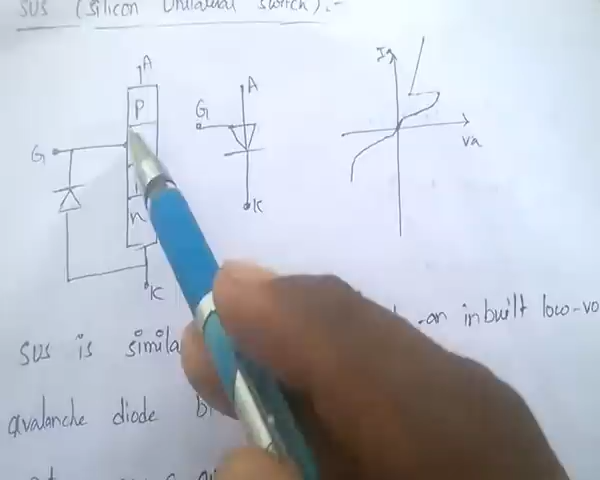 SUS (Silicon Unilateral Switch):-
A
P
G
n
K
A
G
K
Ia
Va
SUS is simila
an inbuilt low-vo
avalanche diode b